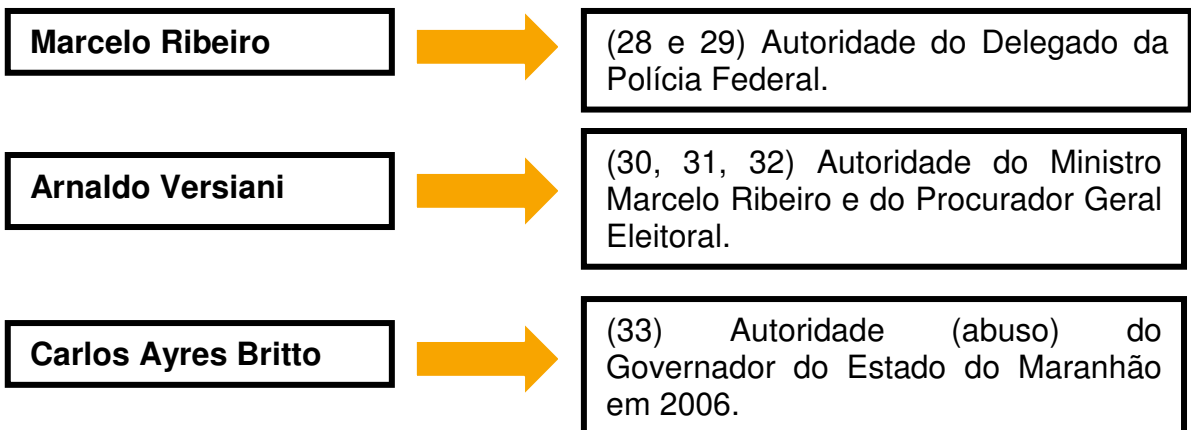 Marcelo Ribeiro
(28 e 29) Autoridade do Delegado da
Polícia Federal.
Arnaldo Versiani
(30, 31, 32) Autoridade do Ministro
Marcelo Ribeiro e do Procurador Geral
Eleitoral.
Carlos Ayres Britto
(33) Autoridade (abuso) do
Governador do Estado do Maranhão
em 2006.